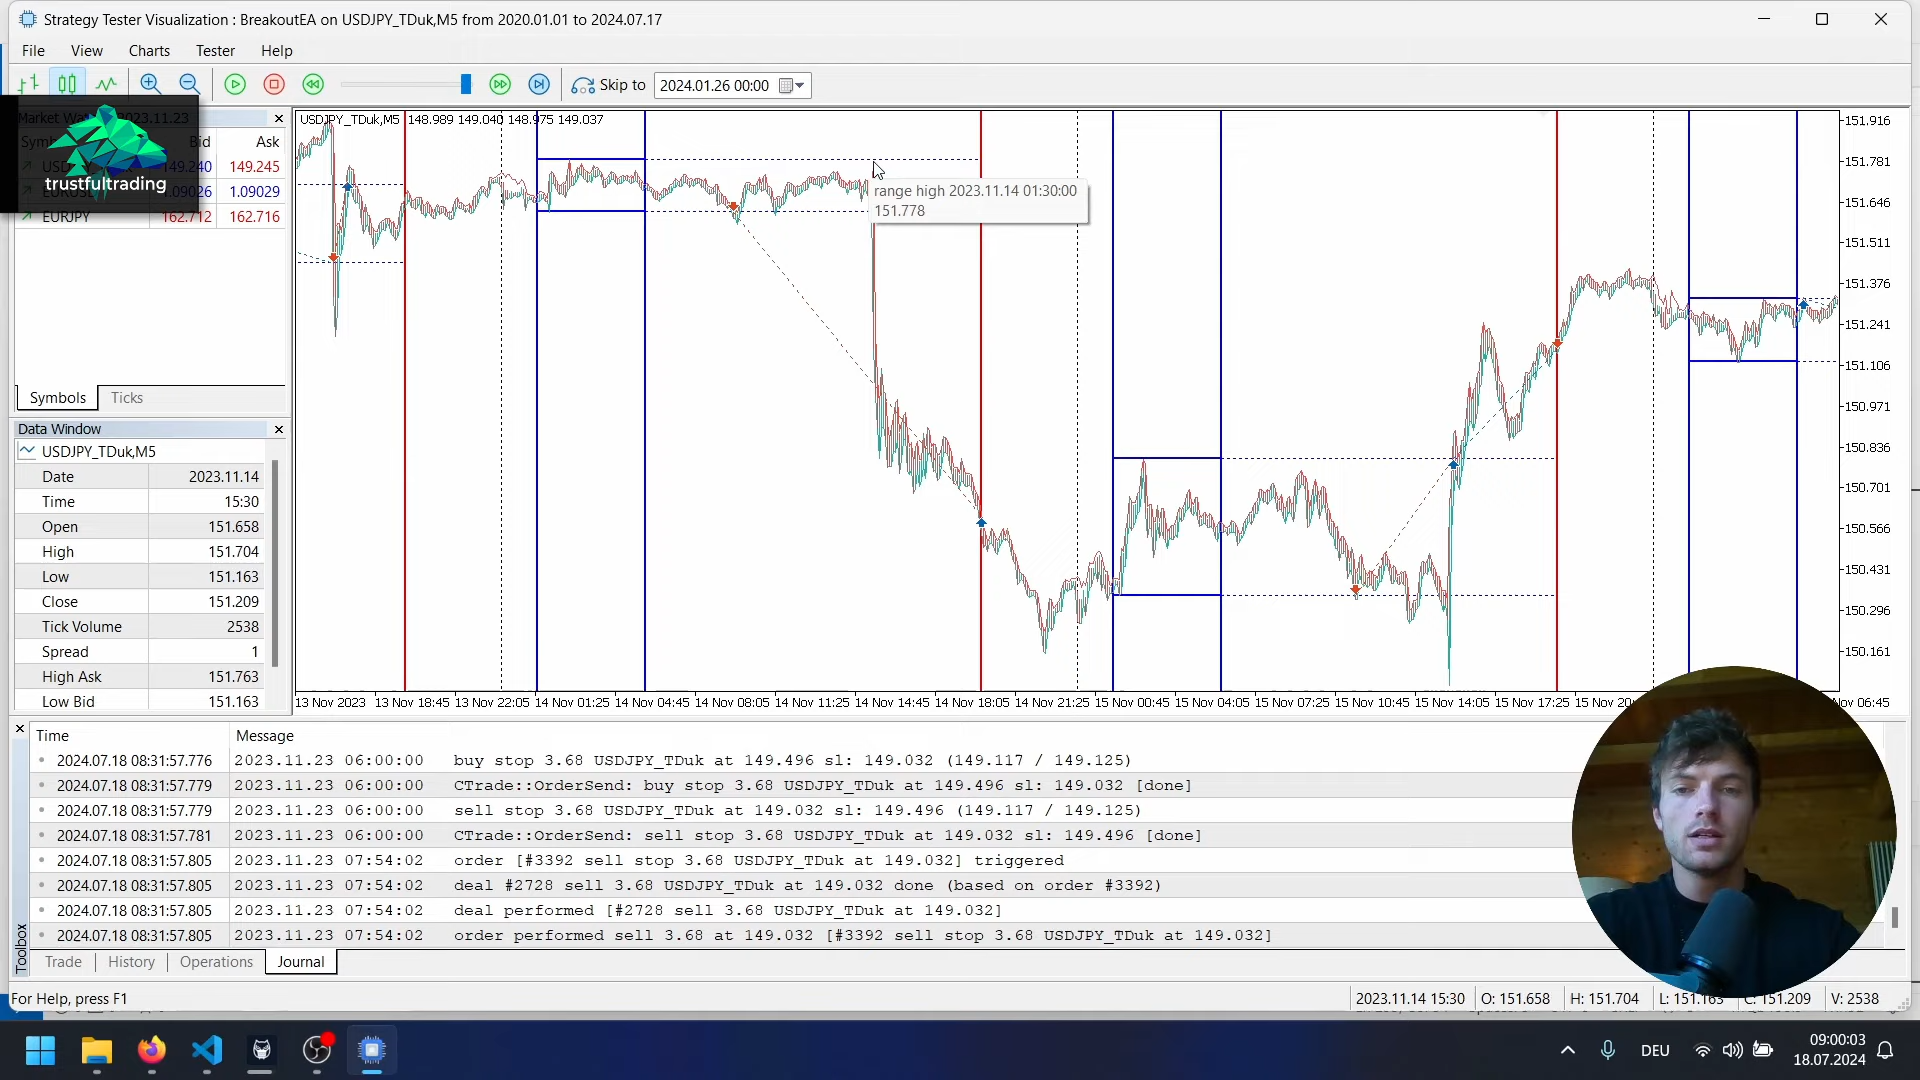 Strategy Tester Visualization : BreakoutEA on USDJPY_TDuk,M5 from 2020.01.01 to 2024.07.17
File View Charts Tester Help
Skip to 2024.01.26 00:00
Market Wa 2023.11.23
Sym Bid Ask
USD 149.240 149.245
EURUS 1.09026 1.09029
EURJPY 162.712 162.716
trustfultrading
Symbols Ticks
Data Window
USDJPY_TDuk,M5
Date 2023.11.14
Time 15:30
Open 151.658
High 151.704
Low 151.163
Close 151.209
Tick Volume 2538
Spread 1
High Ask 151.763
Low Bid 151.163
USDJPY_TDuk,M5 148.989 149.040 148.975 149.037
range high 2023.11.14 01:30:00
151.778
151.916
151.781
151.646
151.511
151.376
151.241
151.106
150.971
150.836
150.701
150.566
150.431
150.296
150.161
13 Nov 2023 13 Nov 18:45 13 Nov 22:05 14 Nov 01:25 14 Nov 04:45 14 Nov 08:05 14 Nov 11:25 14 Nov 14:45 14 Nov 18:05 14 Nov 21:25 15 Nov 00:45 15 Nov 04:05 15 Nov 07:25 15 Nov 10:45 15 Nov 14:05 15 Nov 17:25 15 Nov 20: ov 06:45
Time Message
2024.07.18 08:31:57.776 2023.11.23 06:00:00 buy stop 3.68 USDJPY_TDuk at 149.496 sl: 149.032 (149.117 / 149.125)
2024.07.18 08:31:57.779 2023.11.23 06:00:00 CTrade::OrderSend: buy stop 3.68 USDJPY_TDuk at 149.496 sl: 149.032 [done]
2024.07.18 08:31:57.779 2023.11.23 06:00:00 sell stop 3.68 USDJPY_TDuk at 149.032 sl: 149.496 (149.117 / 149.125)
2024.07.18 08:31:57.781 2023.11.23 06:00:00 CTrade::OrderSend: sell stop 3.68 USDJPY_TDuk at 149.032 sl: 149.496 [done]
2024.07.18 08:31:57.805 2023.11.23 07:54:02 order [#3392 sell stop 3.68 USDJPY_TDuk at 149.032] triggered
2024.07.18 08:31:57.805 2023.11.23 07:54:02 deal #2728 sell 3.68 USDJPY_TDuk at 149.032 done (based on order #3392)
2024.07.18 08:31:57.805 2023.11.23 07:54:02 deal performed [#2728 sell 3.68 USDJPY_TDuk at 149.032]
2024.07.18 08:31:57.805 2023.11.23 07:54:02 order performed sell 3.68 at 149.032 [#3392 sell stop 3.68 USDJPY_TDuk at 149.032]
Toolbox
Trade History Operations Journal
For Help, press F1
2023.11.14 15:30 O: 151.658 H: 151.704 L: 151.163 C: 151.209 V: 2538
DEU
09:00:03
18.07.2024